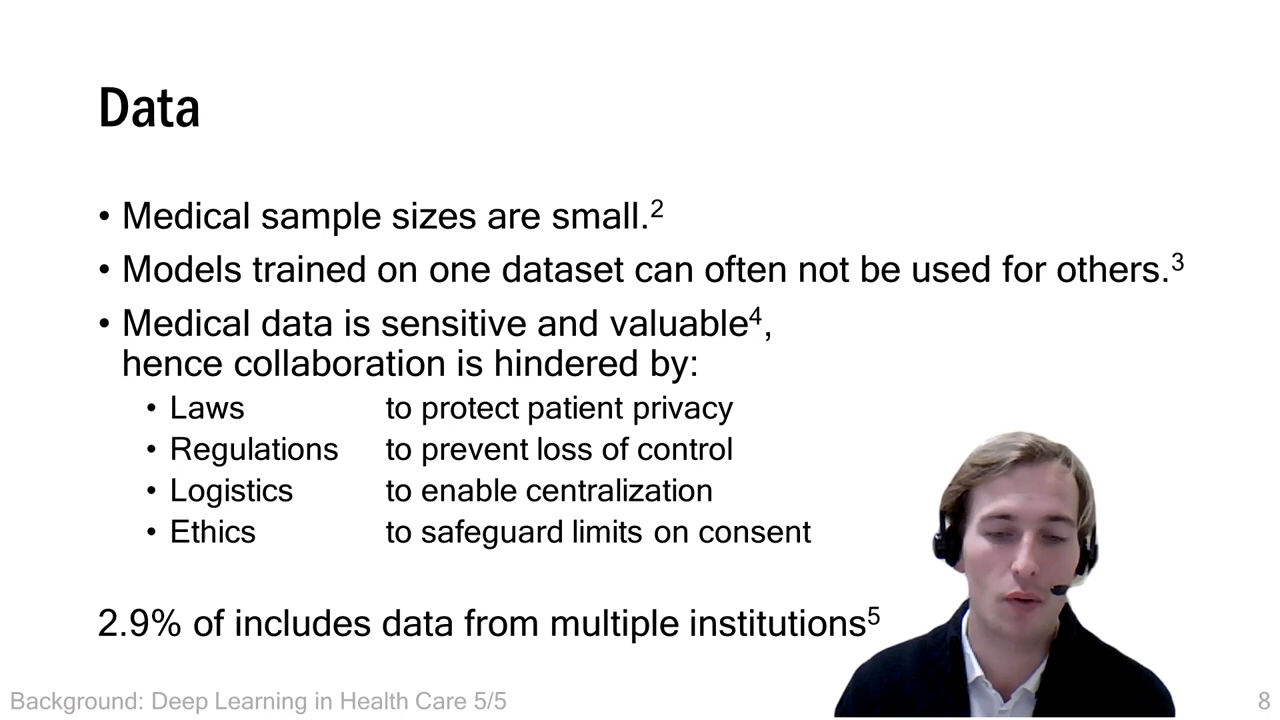 Data
• Medical sample sizes are small.²
• Models trained on one dataset can often not be used for others.³
• Medical data is sensitive and valuable⁴,
hence collaboration is hindered by:
• Laws to protect patient privacy
• Regulations to prevent loss of control
• Logistics to enable centralization
• Ethics to safeguard limits on consent
2.9% of includes data from multiple institutions⁵
Background: Deep Learning in Health Care 5/5 8